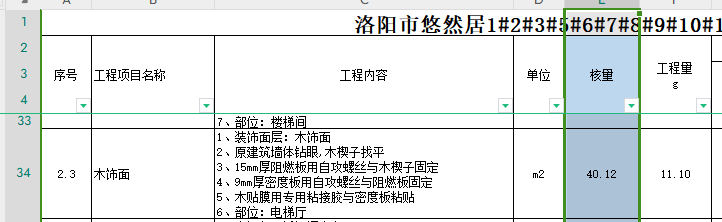 A B C D E F
1 洛阳市悠然居1#2#3#5#6#7#8#9#10#1
2
3 序号 工程项目名称 工程内容 单位 核量 工程量
g
4
33 7、部位: 楼梯间
1、装饰面层: 木饰面
2、原建筑墙体钻眼,木楔子找平
3、15mm厚阻燃板用自攻螺丝与木楔子固定
34 2.3 木饰面 m2 40.12 11.10
4、9mm厚密度板用自攻螺丝与阻燃板固定
5、木贴膜用专用粘接胶与密度板粘贴
6、部位: 电梯厅